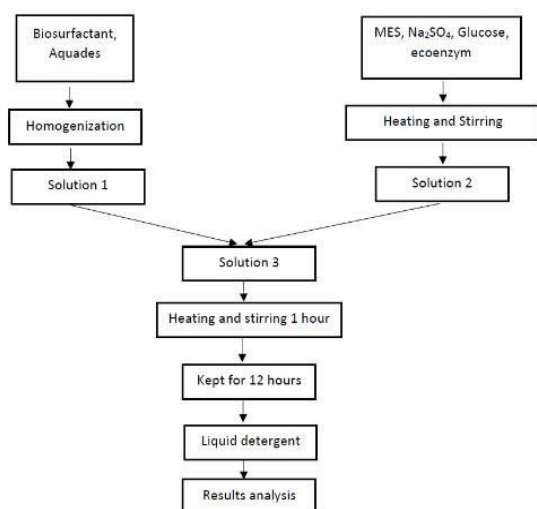 Biosurfactant,
Aquades
Homogenization
Solution 1
MES, Na₂SO₄, Glucose,
ecoenzym
Heating and Stirring
Solution 2
Solution 3
Heating and stirring 1 hour
Kept for 12 hours
Liquid detergent
Results analysis